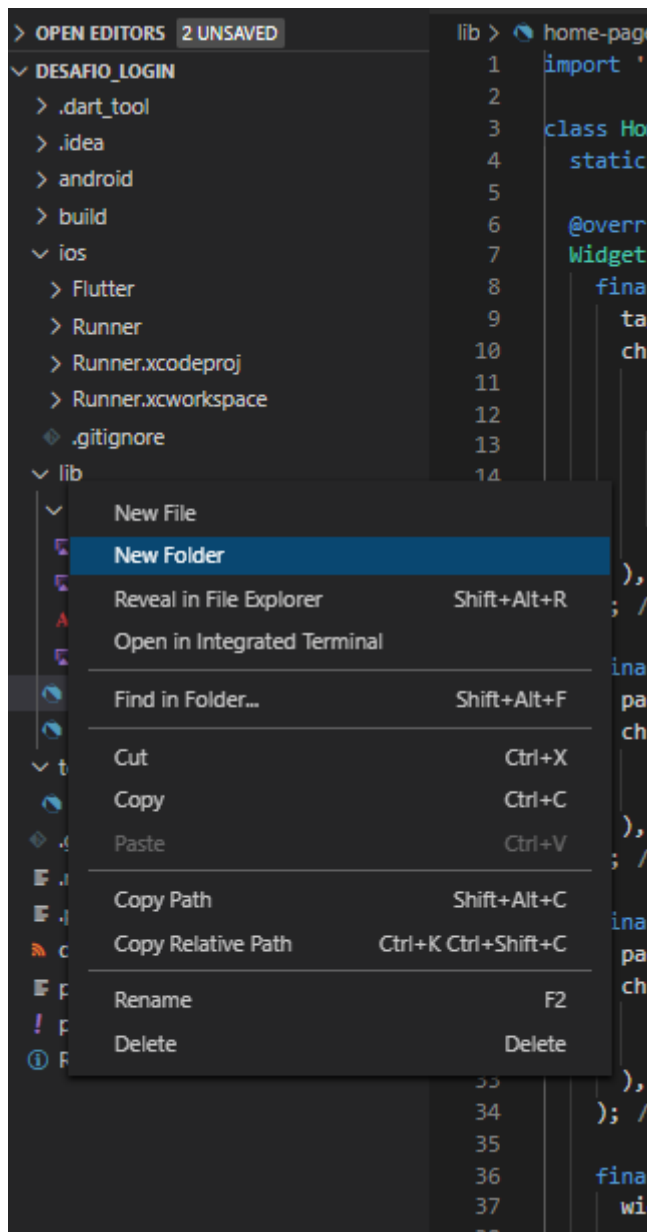 OPEN EDITORS 2 UNSAVED
DESAFIO_LOGIN
.dart_tool
.idea
android
build
ios
Flutter
Runner
Runner.xcodeproj
Runner.xcworkspace
.gitignore
lib
New File
New Folder
Reveal in File Explorer Shift+Alt+R
Open in Integrated Terminal
Find in Folder... Shift+Alt+F
Cut Ctrl+X
Copy Ctrl+C
Paste Ctrl+V
Copy Path Shift+Alt+C
Copy Relative Path Ctrl+K Ctrl+Shift+C
Rename F2
Delete Delete
lib > home-pag
1 import '
2
3 class Ho
4 static
5
6 @overr
7 Widget
8 fina
9 ta
10 ch
11
12
13
14
),
; /
ina
pa
ch
),
; /
ina
pa
ch
33 ),
34 ); /
35
36 fina
37 wi